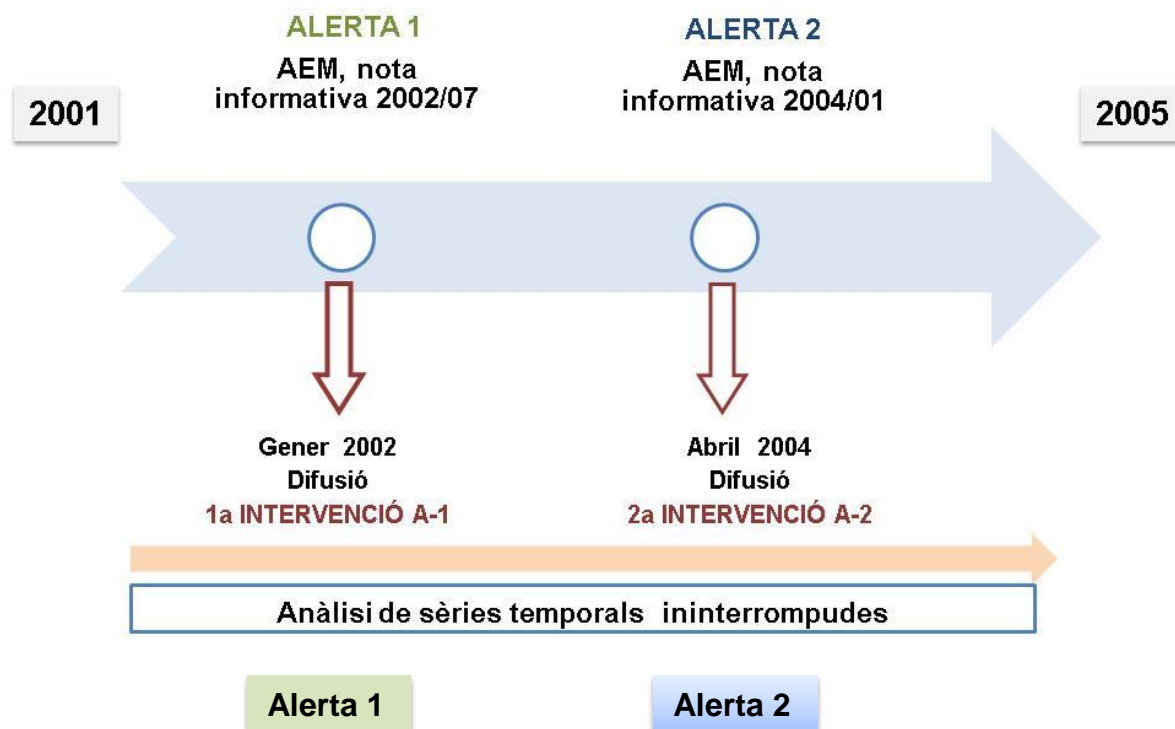 ALERTA 1
AEM, nota
informativa 2002/07
ALERTA 2
AEM, nota
informativa 2004/01
2001
2005
Gener 2002
Difusió
1a INTERVENCIÓ A-1
Abril 2004
Difusió
2a INTERVENCIÓ A-2
Anàlisi de sèries temporals ininterrompudes
Alerta 1
Alerta 2